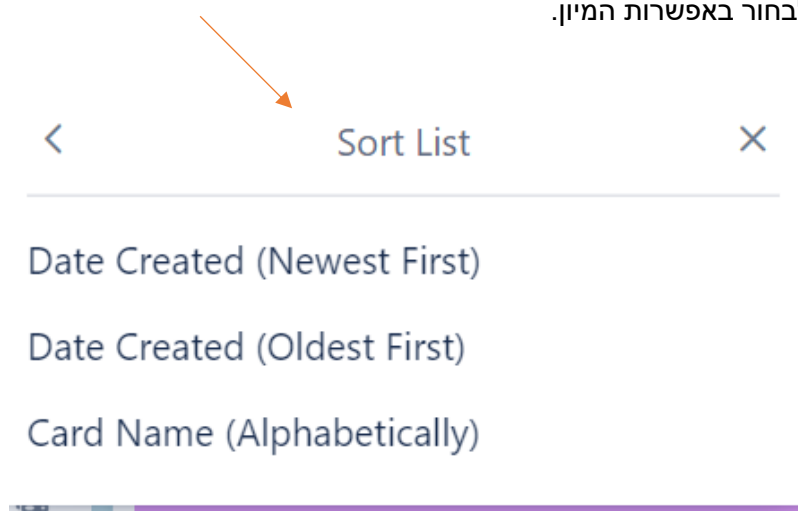 בחור באפשרות המיון.
Sort List
Date Created (Newest First)
Date Created (Oldest First)
Card Name (Alphabetically)